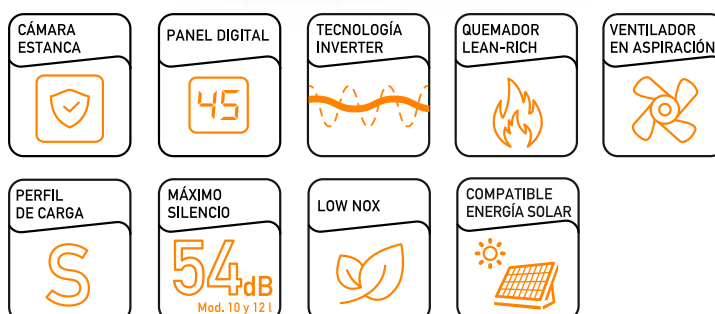 CÁMARA
ESTANCA
PANEL DIGITAL
45
TECNOLOGÍA
INVERTER
QUEMADOR
LEAN-RICH
VENTILADOR
EN ASPIRACIÓN
PERFIL
DE CARGA
S
MÁXIMO
SILENCIO
54dB
Mod. 10 y 12 l
LOW NOX
COMPATIBLE
ENERGÍA SOLAR